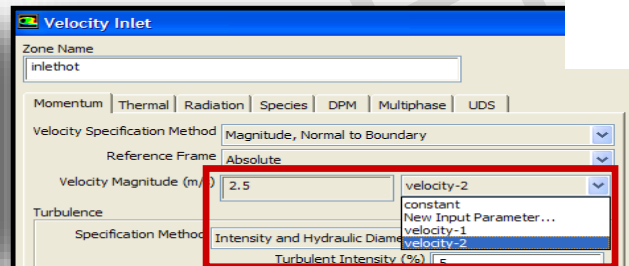 Velocity Inlet
Zone Name
inlethot
Momentum Thermal Radiation Species DPM Multiphase UDS
Velocity Specification Method Magnitude, Normal to Boundary
Reference Frame Absolute
Velocity Magnitude (m/ 2.5 velocity-2
constant
Turbulence New Input Parameter...
velocity-1
Specification Method Intensity and Hydraulic Diame
velocity-2
Turbulent Intensity (%) 5